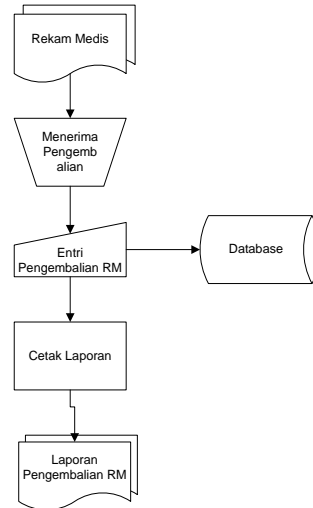 Rekam Medis
Menerima
Pengemb
alian
Entri
Pengembalian RM
Database
Cetak Laporan
Laporan
Pengembalian RM